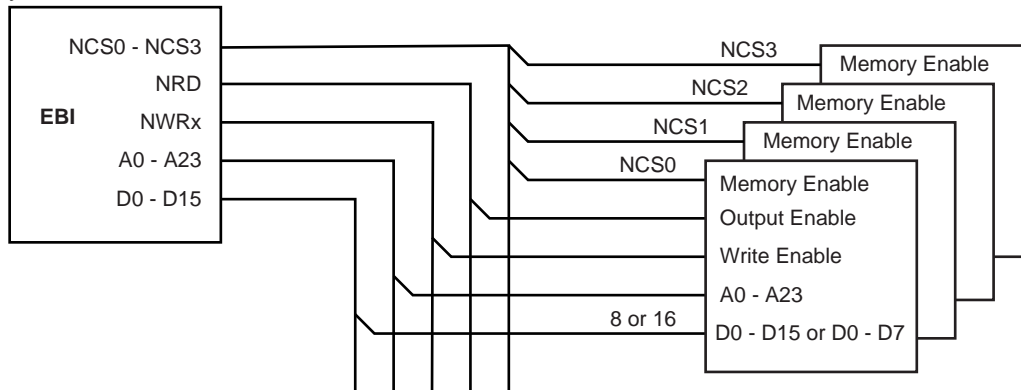 NCS0 - NCS3
NRD
EBI
NWRx
A0 - A23
D0 - D15
NCS3
Memory Enable
NCS2
Memory Enable
NCS1
Memory Enable
NCS0
Memory Enable
Output Enable
Write Enable
A0 - A23
8 or 16
D0 - D15 or D0 - D7